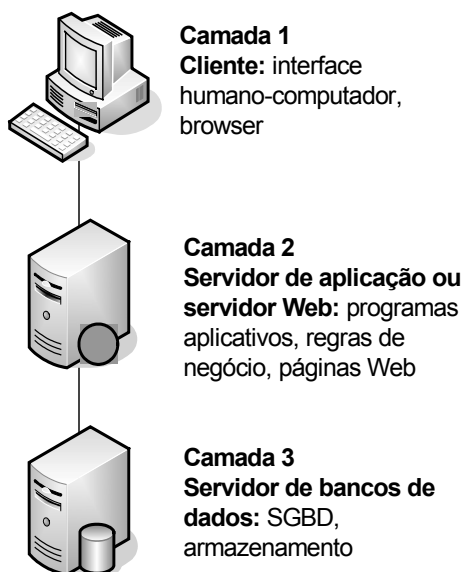 Camada 1
Cliente: interface
humano-computador,
browser
Camada 2
Servidor de aplicação ou
servidor Web: programas
aplicativos, regras de
negócio, páginas Web
Camada 3
Servidor de bancos de
dados: SGBD,
armazenamento